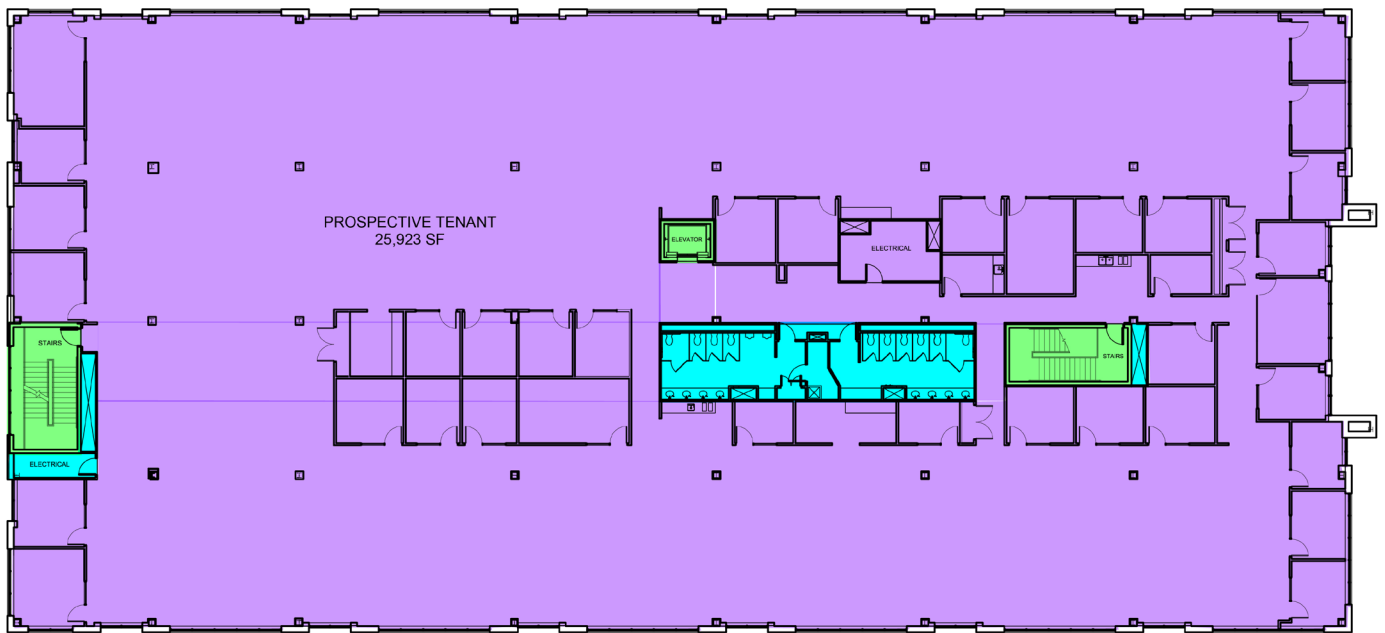 PROSPECTIVE TENANT
25,923 SF
ELEVATOR
ELECTRICAL
STAIRS
STAIRS
ELECTRICAL